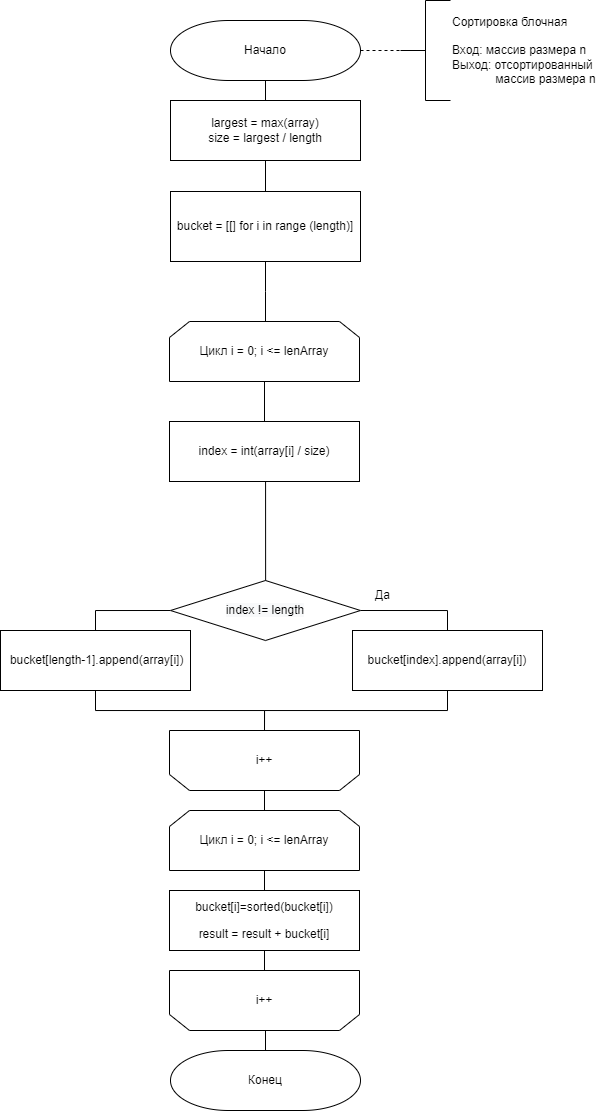 Сортировка блочная
Вход: массив размера n
Выход: отсортированный
массив размера n
Начало
largest = max(array)
size = largest / length
bucket = [[] for i in range (length)]
Цикл i = 0; i <= lenArray
index = int(array[i] / size)
index != length
Да
bucket[length-1].append(array[i])
bucket[index].append(array[i])
i++
Цикл i = 0; i <= lenArray
bucket[i]=sorted(bucket[i])
result = result + bucket[i]
i++
Конец